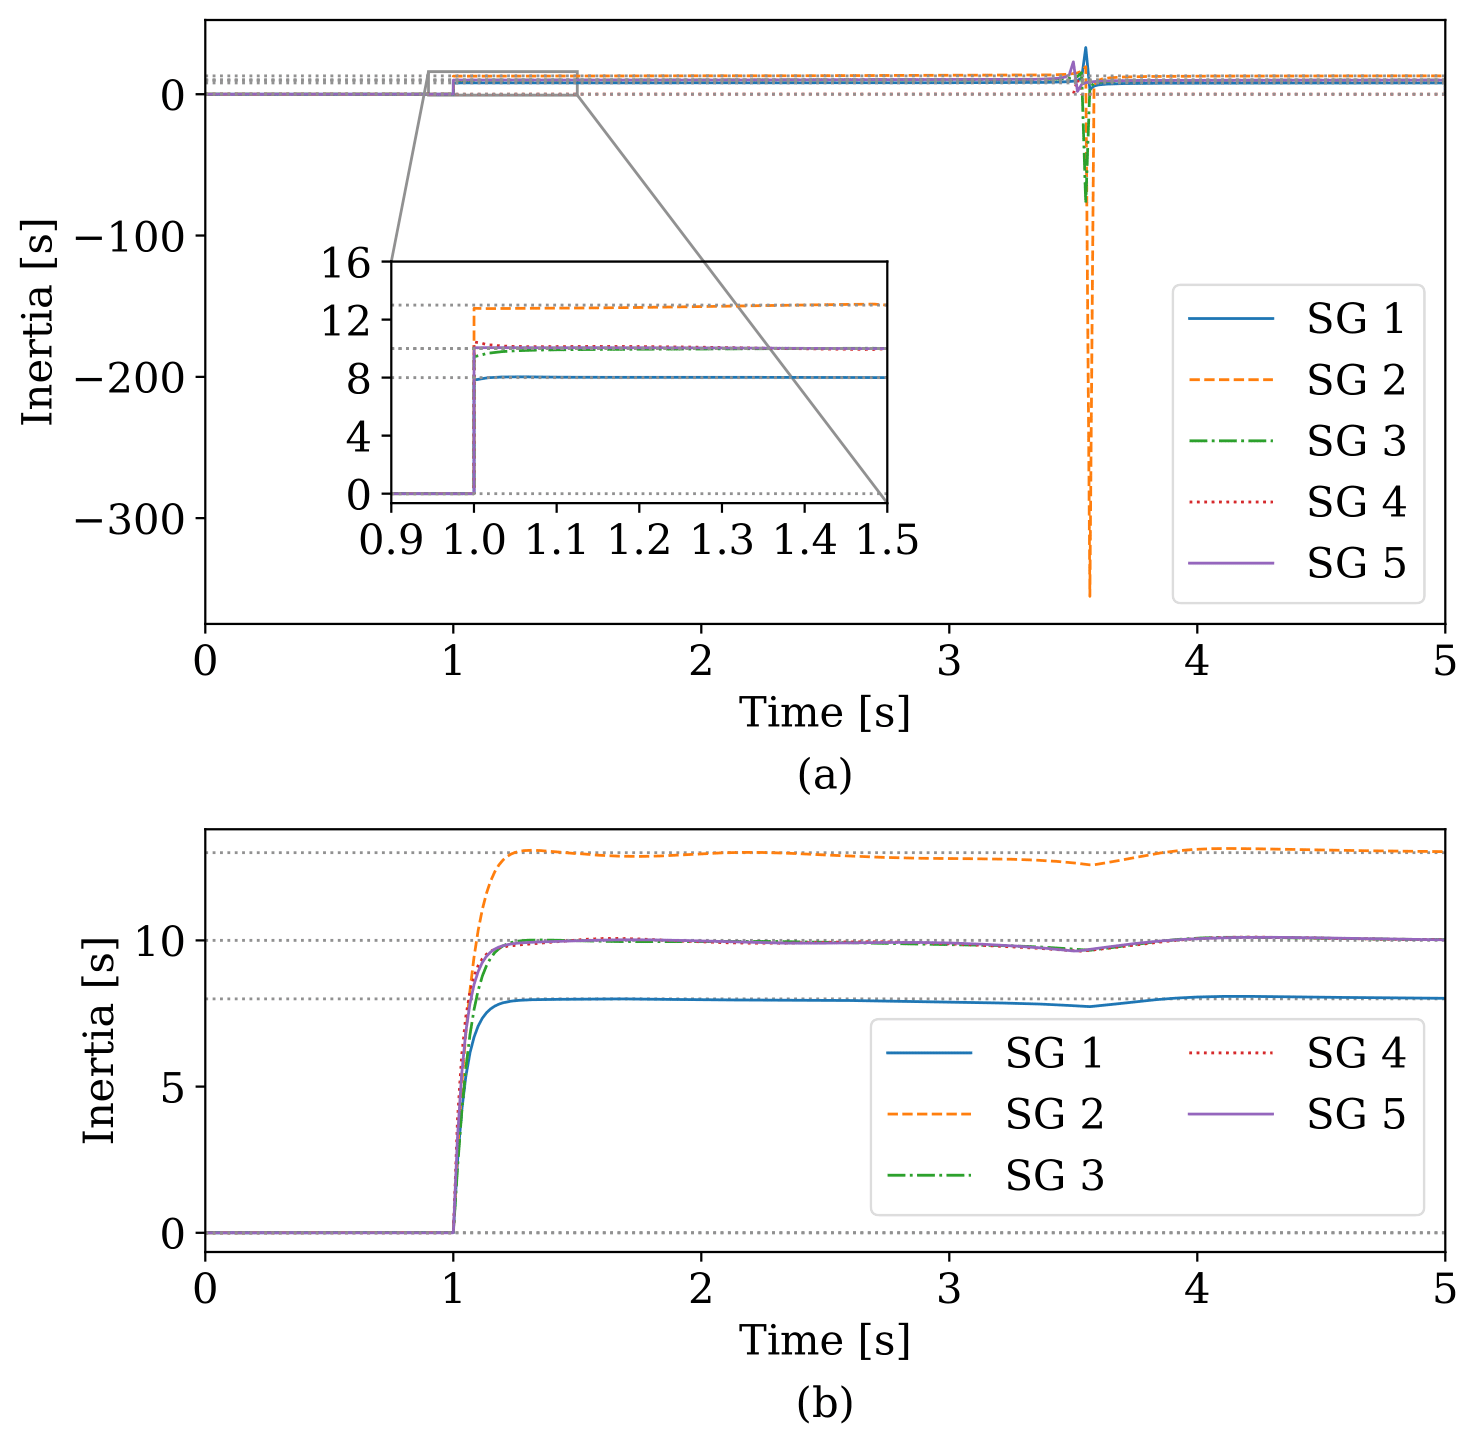 0
−100
−200
−300
Inertia [s]
16
12
8
4
0
0.9 1.0 1.1 1.2 1.3 1.4 1.5
SG 1
SG 2
SG 3
SG 4
SG 5
0 1 2 3 4 5
Time [s]
(a)
10
5
0
Inertia [s]
SG 1
SG 2
SG 3
SG 4
SG 5
0 1 2 3 4 5
Time [s]
(b)